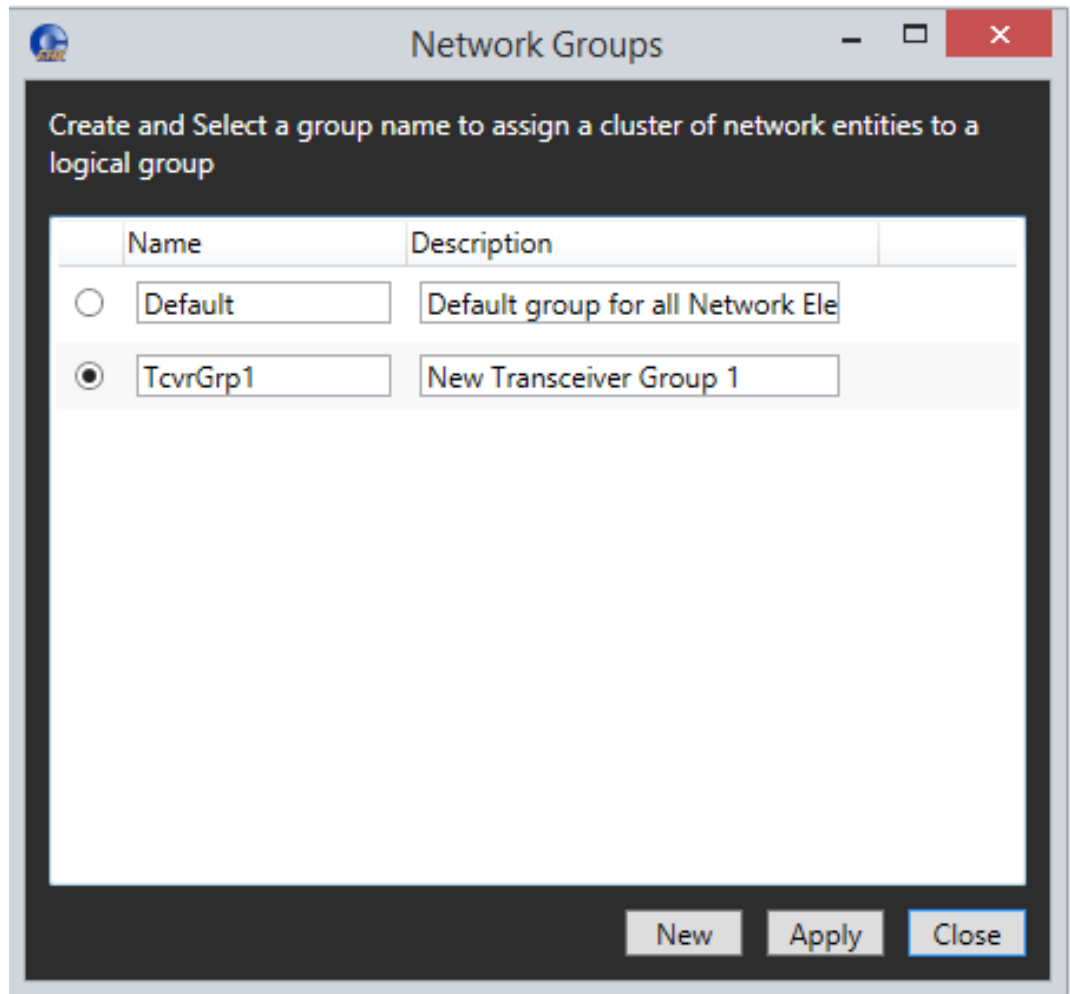 Network Groups
Create and Select a group name to assign a cluster of network entities to a
logical group
Name Description
Default Default group for all Network Ele
TcvrGrp1 New Transceiver Group 1
New Apply Close